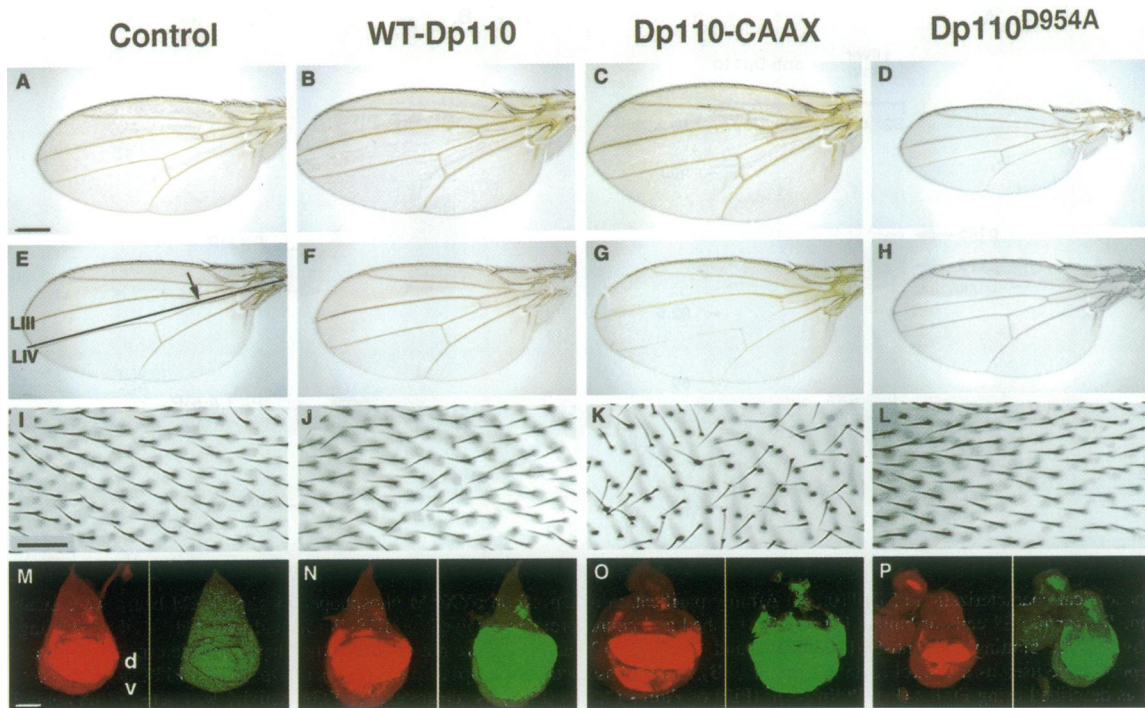 Control WT-Dp110 Dp110-CAAX Dp110D954A
A B C D
E F G H
LIII
LIV
I J K L
M N O P
d
v